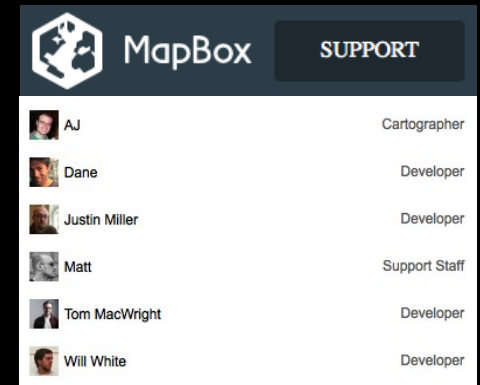 MapBox SUPPORT
AJ Cartographer
Dane Developer
Justin Miller Developer
Matt Support Staff
Tom MacWright Developer
Will White Developer